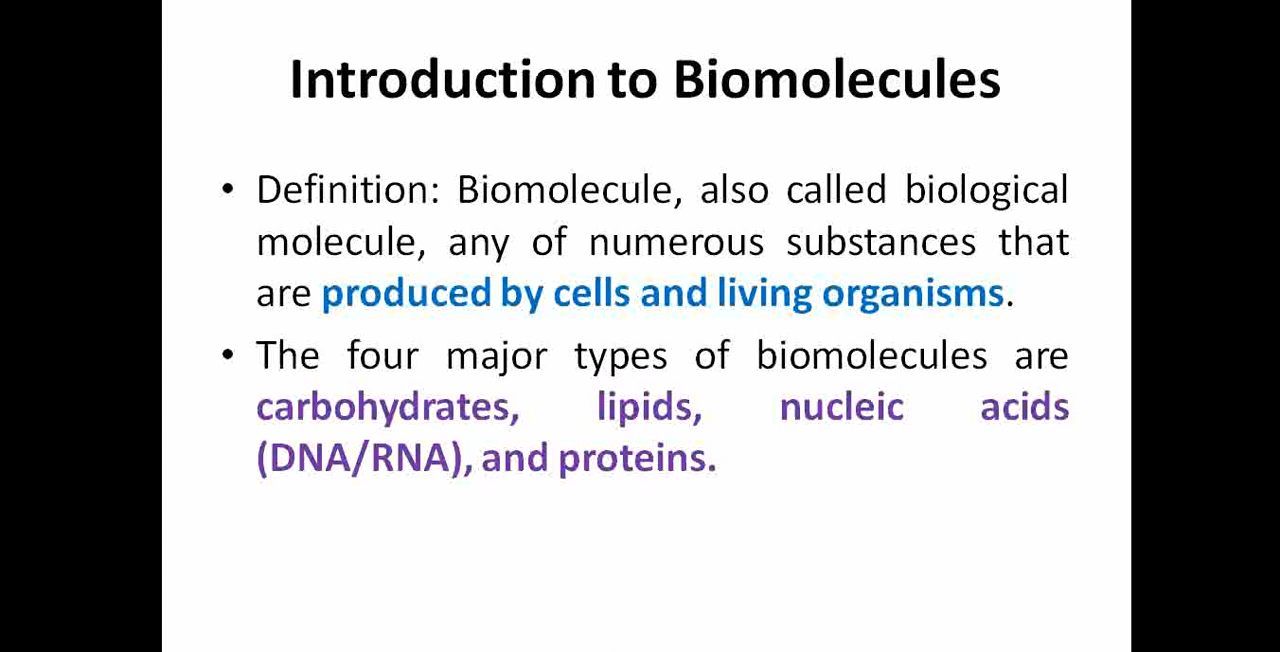 Introduction to Biomolecules
• Definition: Biomolecule, also called biological
molecule, any of numerous substances that
are produced by cells and living organisms.
• The four major types of biomolecules are
carbohydrates, lipids, nucleic acids
(DNA/RNA), and proteins.